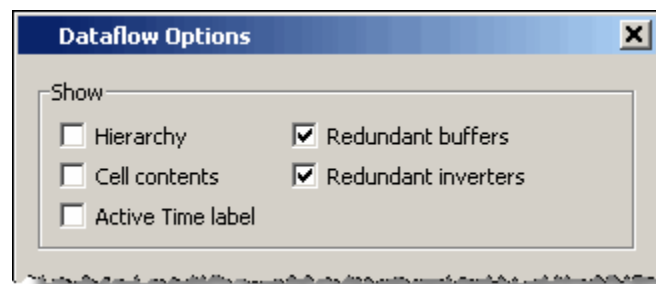 Dataflow Options
Show
Hierarchy
Redundant buffers
Cell contents
Redundant inverters
Active Time label